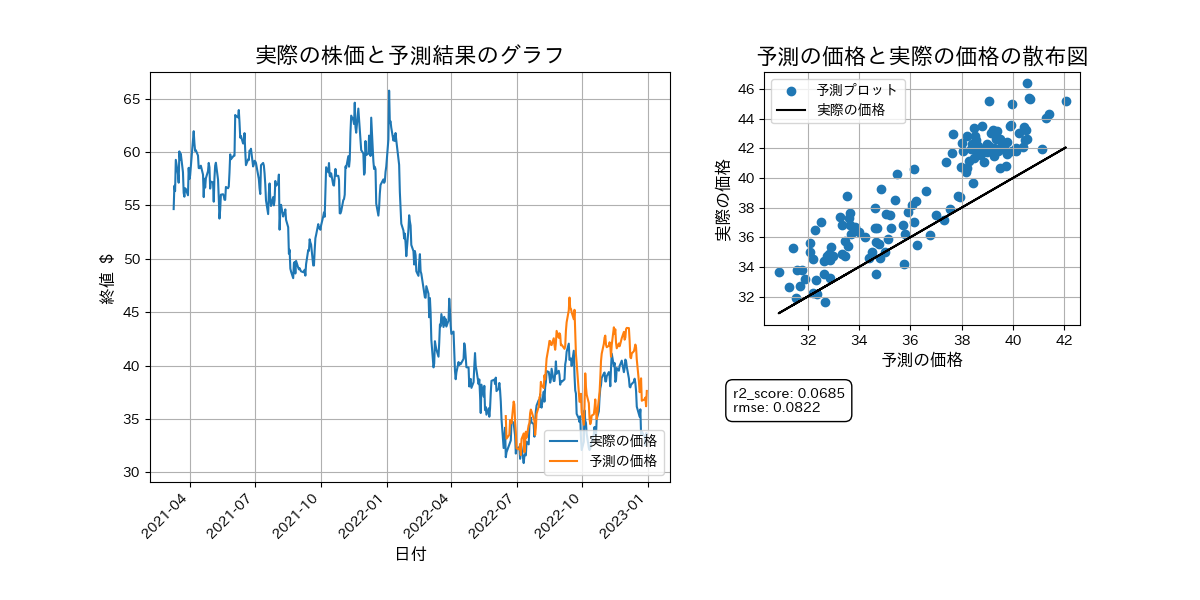 実際の株価と予測結果のグラフ
65
60
55
50
45
40
35
30
終値 $
2021-04
2021-07
2021-10
2022-01
2022-04
2022-07
2022-10
2023-01
日付
実際の価格
予測の価格
予測の価格と実際の価格の散布図
予測プロット
実際の価格
46
44
42
40
38
36
34
32
実際の価格
32
34
36
38
40
42
予測の価格
r2_score: 0.0685
rmse: 0.0822